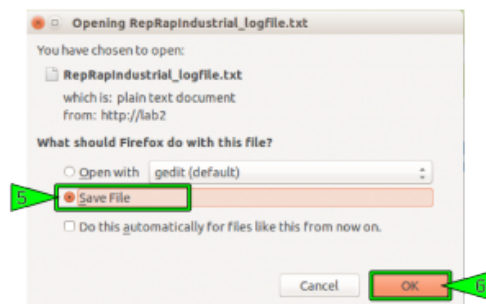 Opening RepRapIndustrial_logfile.txt
You have chosen to open:
RepRapIndustrial_logfile.txt
which is: plain text document
from: http://lab2
What should Firefox do with this file?
Open with gedit (default)
5 Save File
Do this automatically for files like this from now on.
Cancel OK 6